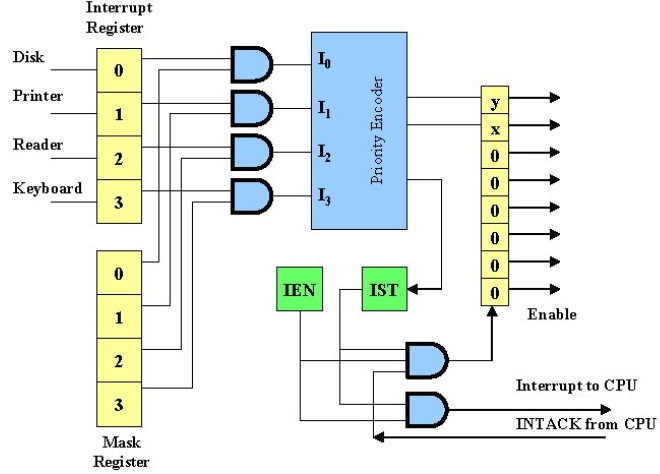 Interrupt
Register
Disk
Printer
Reader
Keyboard
0
1
2
3
I0
I1
I2
I3
Priority Encoder
y
x
0
0
0
0
0
0
Enable
0
1
2
3
Mask
Register
IEN
IST
Interrupt to CPU
INTACK from CPU